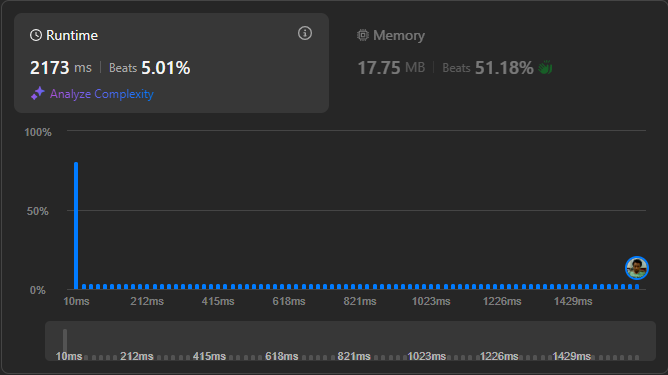 Runtime
2173 ms | Beats 5.01%
Analyze Complexity
Memory
17.75 MB | Beats 51.18%
100%
50%
0%
10ms 212ms 415ms 618ms 821ms 1023ms 1226ms 1429ms
10ms 212ms 415ms 618ms 821ms 1023ms 1226ms 1429ms